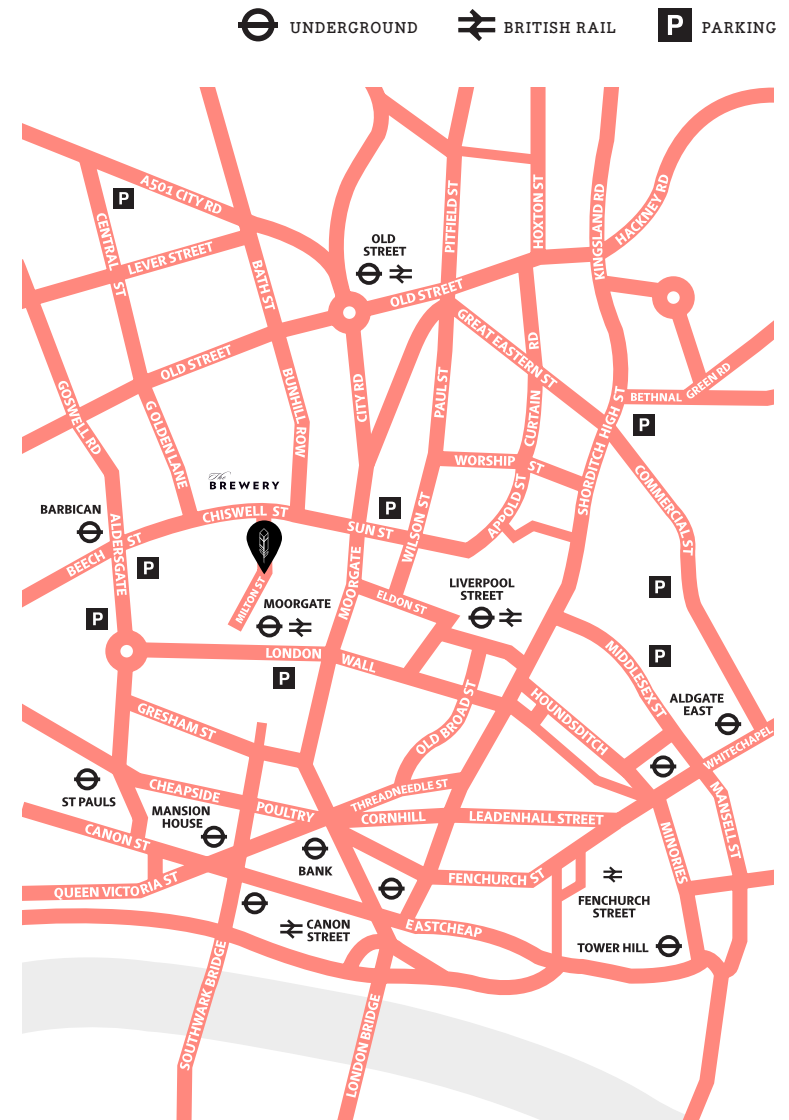 UNDERGROUND
BRITISH RAIL
P
PARKING
A501 CITY RD
P
CENTRAL ST
LEVER STREET
BATH ST
OLD
STREET
PITFIELD ST
HOXTON ST
KINGSLAND RD
HACKNEY RD
OLD STREET
OLD STREET
GREAT EASTERN ST
GOSWELL RD
GOLDEN LANE
BUNHILL ROW
CITY RD
PAUL ST
CURTAIN RD
SHORDITCH HIGH ST
BETHNAL GREEN RD
P
WORSHIP ST
COMMERCIAL ST
The
BREWERY
BARBICAN
ALDERSGATE
BEECH ST
CHISWELL ST
P
SUN ST
WILSON ST
APPOLD ST
P
MILTON ST
MOORGATE
MOORGATE
ELDON ST
LIVERPOOL
STREET
P
P
LONDON WALL
P
P
MIDDLESEX ST
ALDGATE
EAST
GRESHAM ST
OLD BROAD ST
HOUNDSDITCH
WHITECHAPEL
ST PAULS
CHEAPSIDE
POULTRY
THREADNEEDLE ST
MANSION
HOUSE
CORNHILL
LEADENHALL STREET
MANSELL ST
CANON ST
MINORIES
BANK
QUEEN VICTORIA ST
FENCHURCH ST
FENCHURCH
STREET
CANON
STREET
EASTCHEAP
TOWER HILL
SOUTHWARK BRIDGE
LONDON BRIDGE